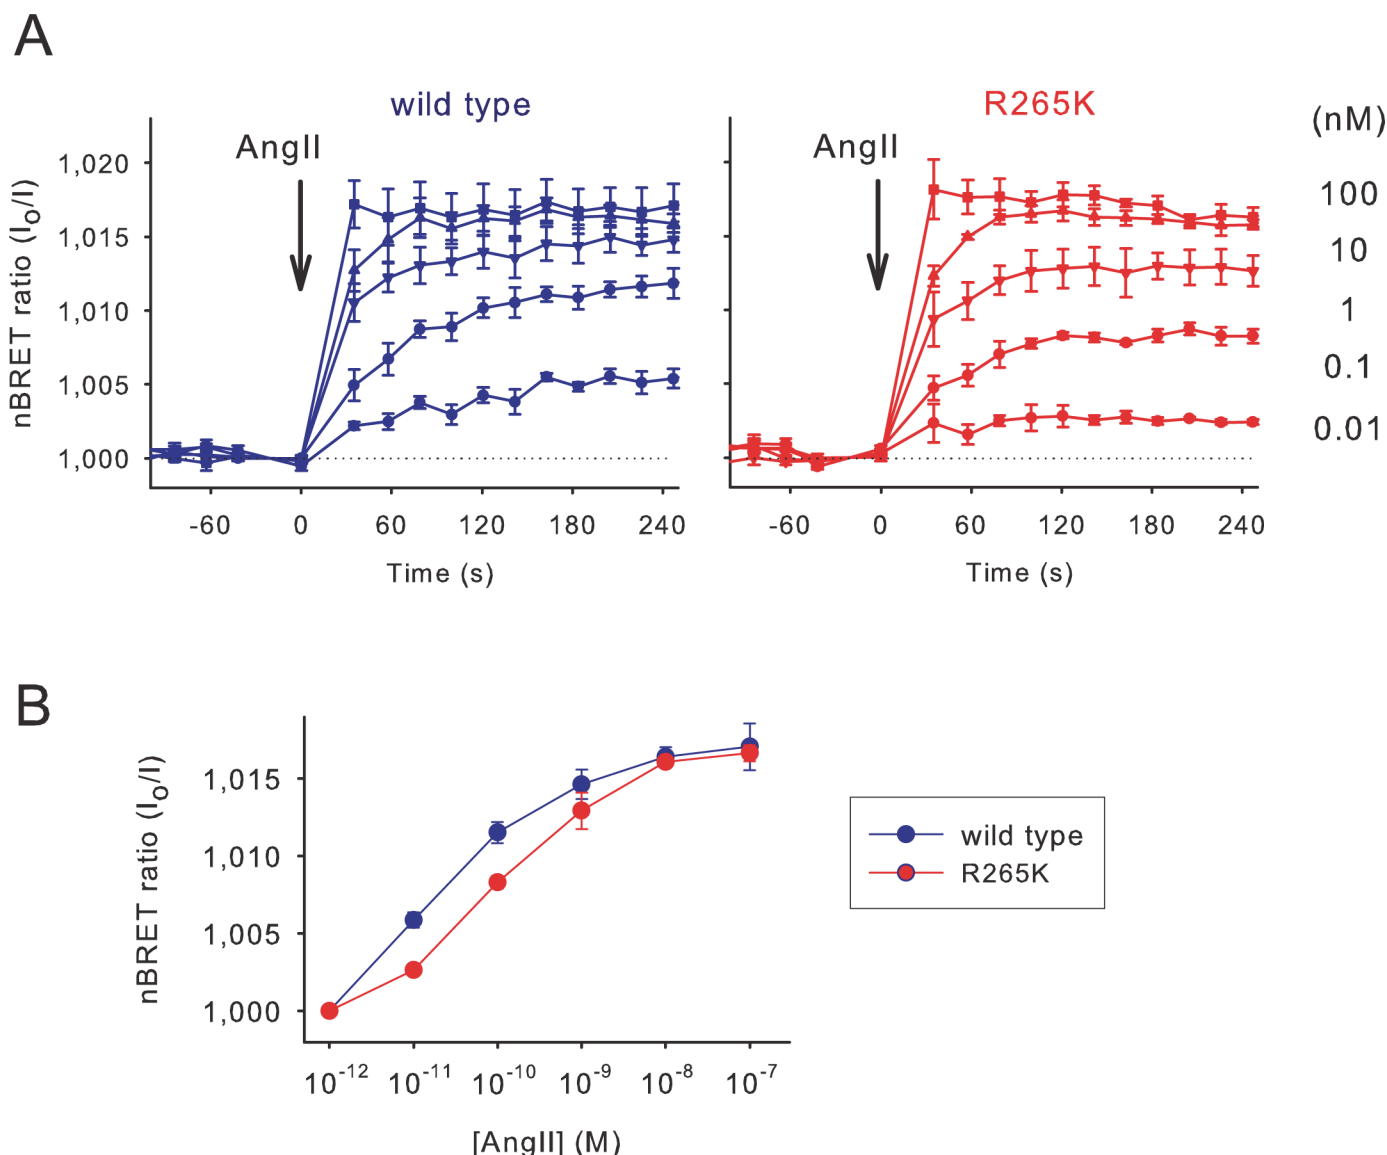 A
wild type
R265K
(nM)
AngII
AngII
nBRET ratio (I₀/I)
1,020
1,015
1,010
1,005
1,000
100
10
1
0.1
0.01
-60 0 60 120 180 240
-60 0 60 120 180 240
Time (s)
Time (s)
B
nBRET ratio (I₀/I)
1,015
1,010
1,005
1,000
10⁻¹² 10⁻¹¹ 10⁻¹⁰ 10⁻⁹ 10⁻⁸ 10⁻⁷
[AngII] (M)
wild type
R265K